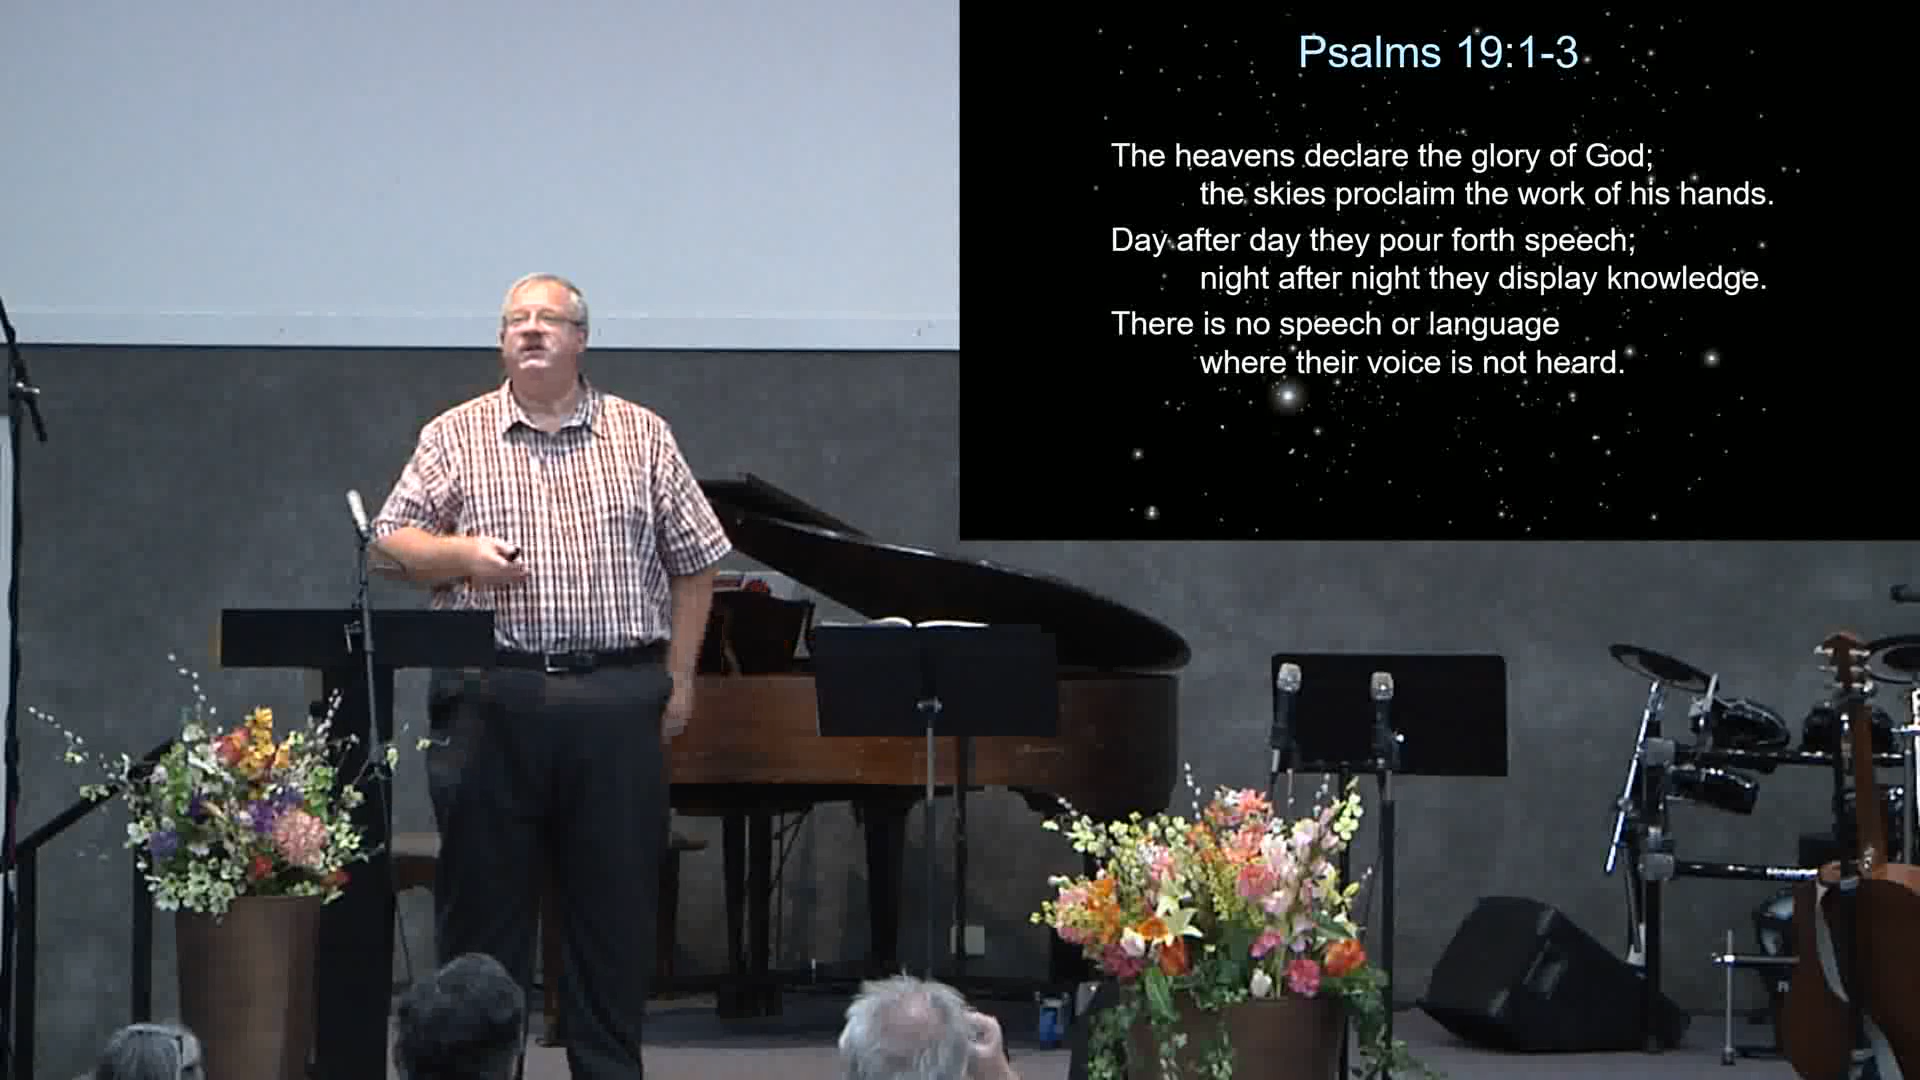 Psalms 19:1-3
The heavens declare the glory of God;
the skies proclaim the work of his hands.
Day after day they pour forth speech;
night after night they display knowledge.
There is no speech or language
where their voice is not heard.